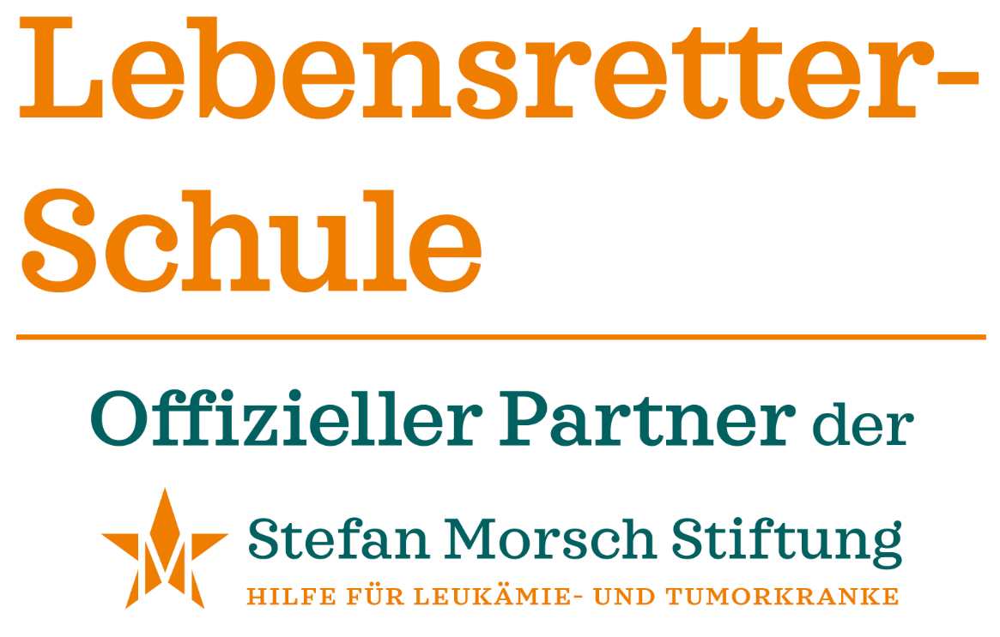 Lebensretter-
Schule
Offizieller Partner der
Stefan Morsch Stiftung
HILFE FÜR LEUKÄMIE- UND TUMORKRANKE